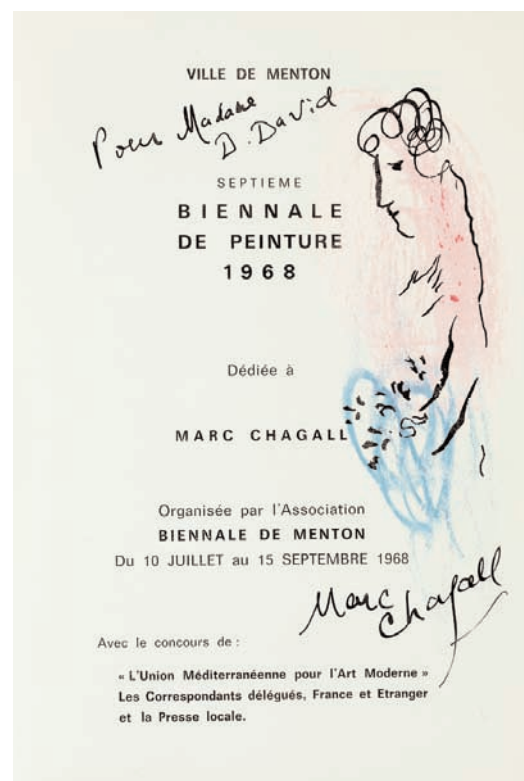 VILLE DE MENTON
Pour Madame
D. David
SEPTIEME
BIENNALE
DE PEINTURE
1968
Dédiée à
MARC CHAGALL
Organisée par l'Association
BIENNALE DE MENTON
Du 10 JUILLET au 15 SEPTEMBRE 1968
Marc
Chagall
Avec le concours de :
« L'Union Méditerranéenne pour l'Art Moderne »
Les Correspondants délégués, France et Etranger
et la Presse locale.